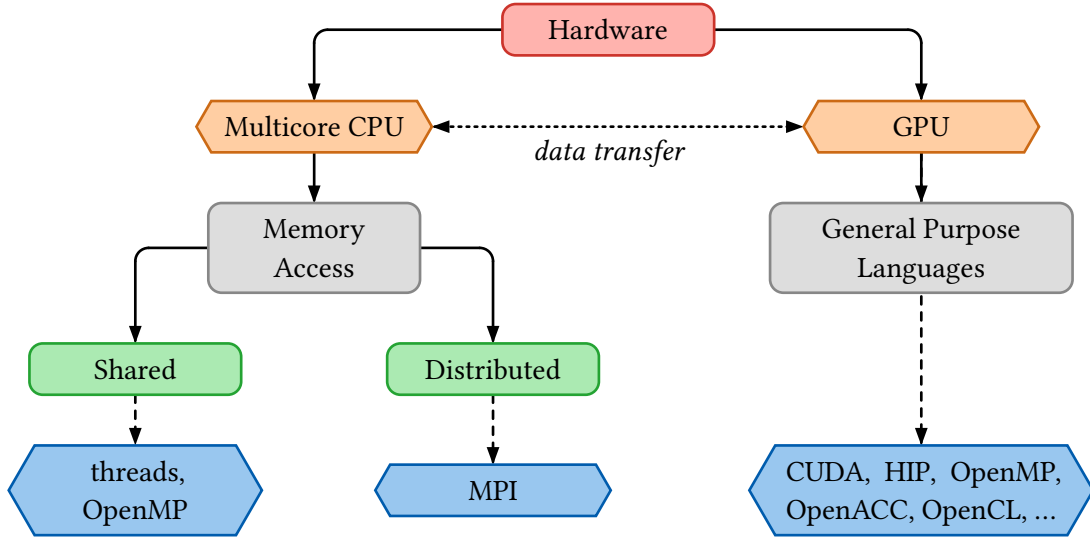 Hardware
Multicore CPU
GPU
data transfer
Memory
Access
General Purpose
Languages
Shared
Distributed
threads,
OpenMP
MPI
CUDA, HIP, OpenMP,
OpenACC, OpenCL, ...